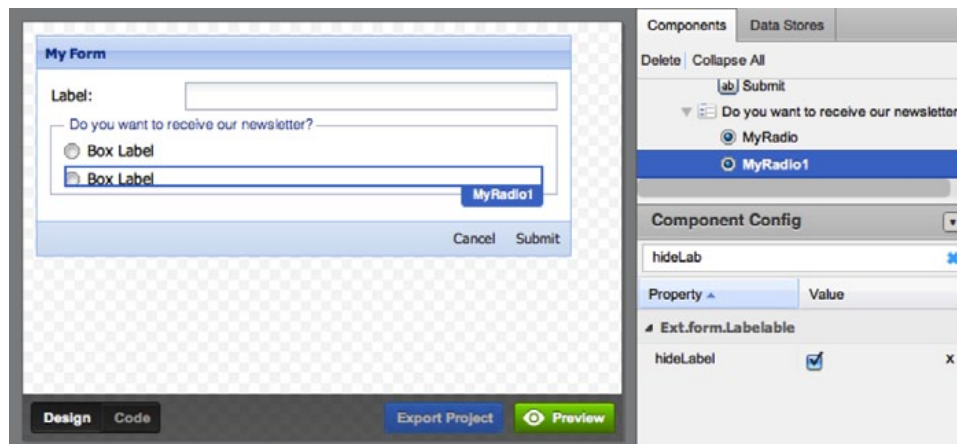 My Form
Label:
Do you want to receive our newsletter?
Box Label
Box Label
MyRadio1
Cancel Submit
Design Code
Export Project Preview
Components Data Stores
Delete Collapse All
ab Submit
Do you want to receive our newsletter
MyRadio
MyRadio1
Component Config
hideLab
Property Value
Ext.form.Labelable
hideLabel x